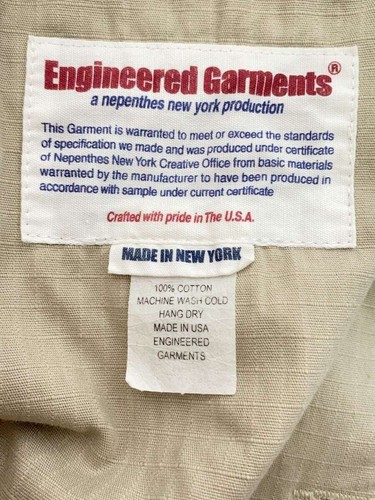 Engineered Garments®
a nepenthes new york production
This Garment is warranted to meet or exceed the standards
of specification we made and was produced under certificate
of Nepenthes New York Creative Office from basic materials
warranted by the manufacturer to have been produced in
accordance with sample under current certificate
Crafted with pride in The U.S.A.
MADE IN NEW YORK
100% COTTON
MACHINE WASH COLD
HANG DRY
MADE IN USA
ENGINEERED
GARMENTS